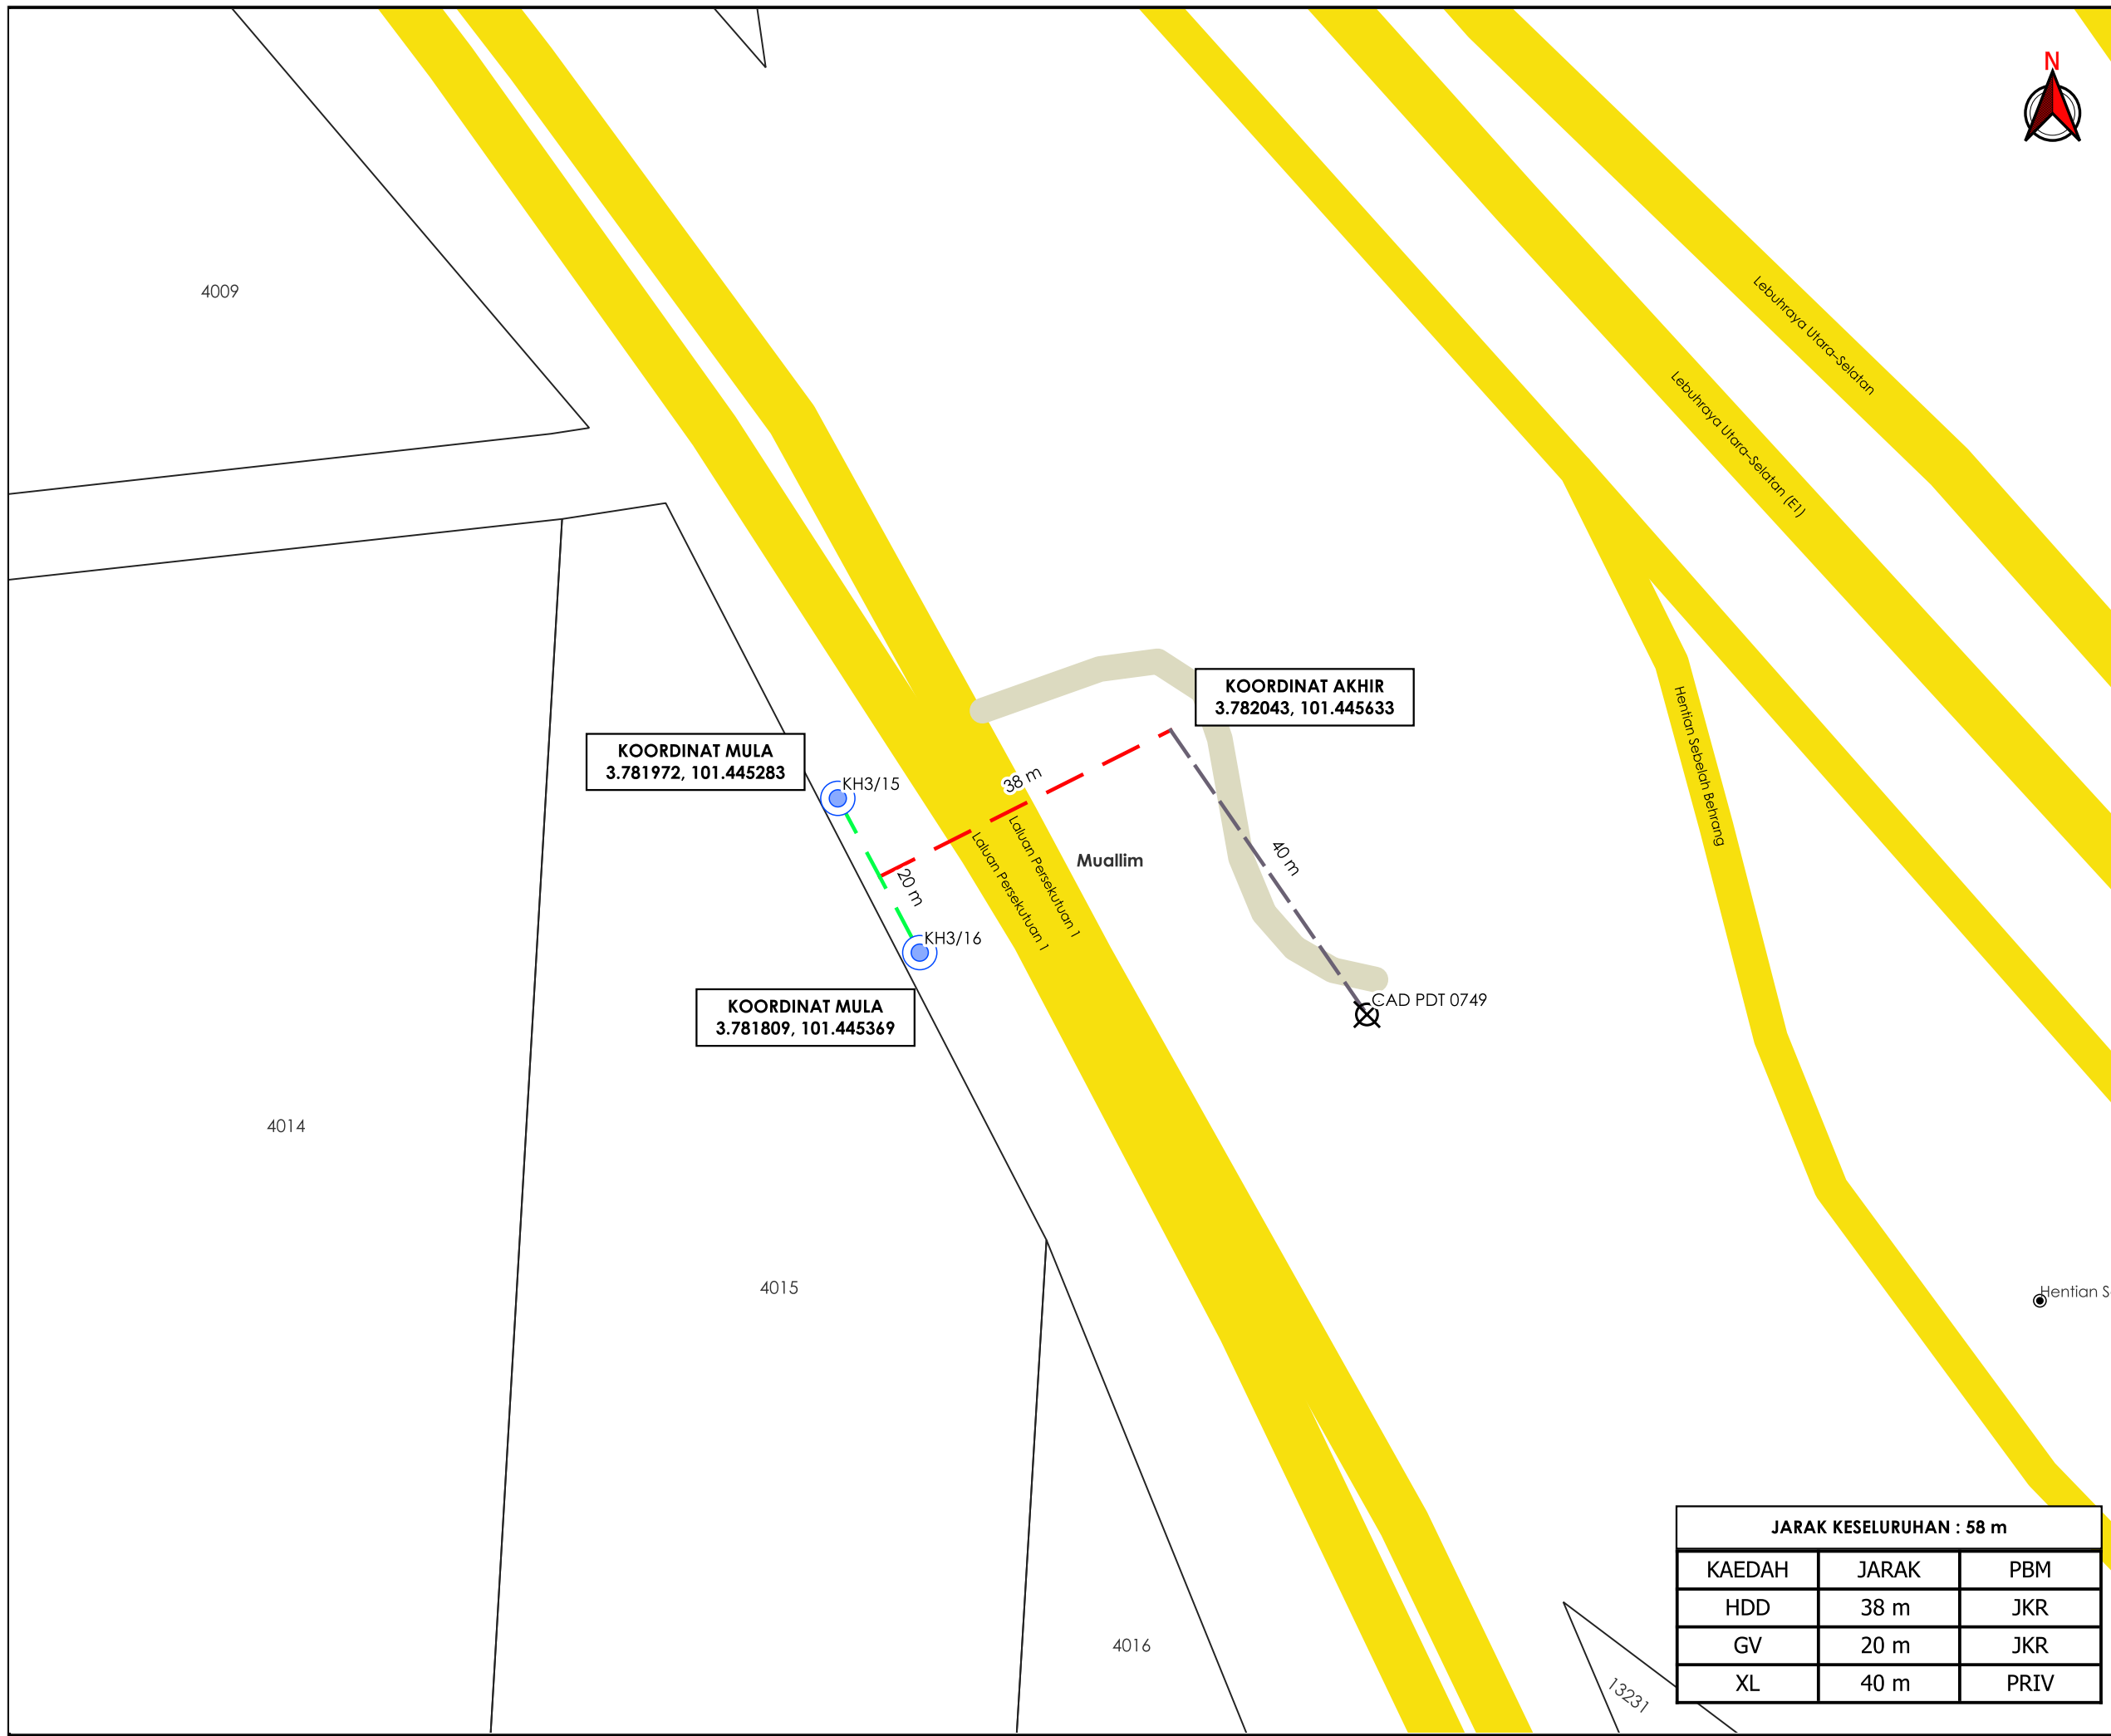 N
4009
Lebuhraya Utara-Selatan
Lebuhraya Utara-Selatan (E1)
KOORDINAT AKHIR
3.782043, 101.445633
Hentian Sebelah Behrang
KOORDINAT MULA
3.781972, 101.445283
KH3/15
38 m
Laluan Persekutuan 1
Laluan Persekutuan 1
Muallim
40 m
20 m
KH3/16
KOORDINAT MULA
3.781809, 101.445369
CAD PDT 0749
4014
4015
Hentian S
4016
13231
JARAK KESELURUHAN : 58 m
KAEDAH JARAK PBM
HDD 38 m JKR
GV 20 m JKR
XL 40 m PRIV